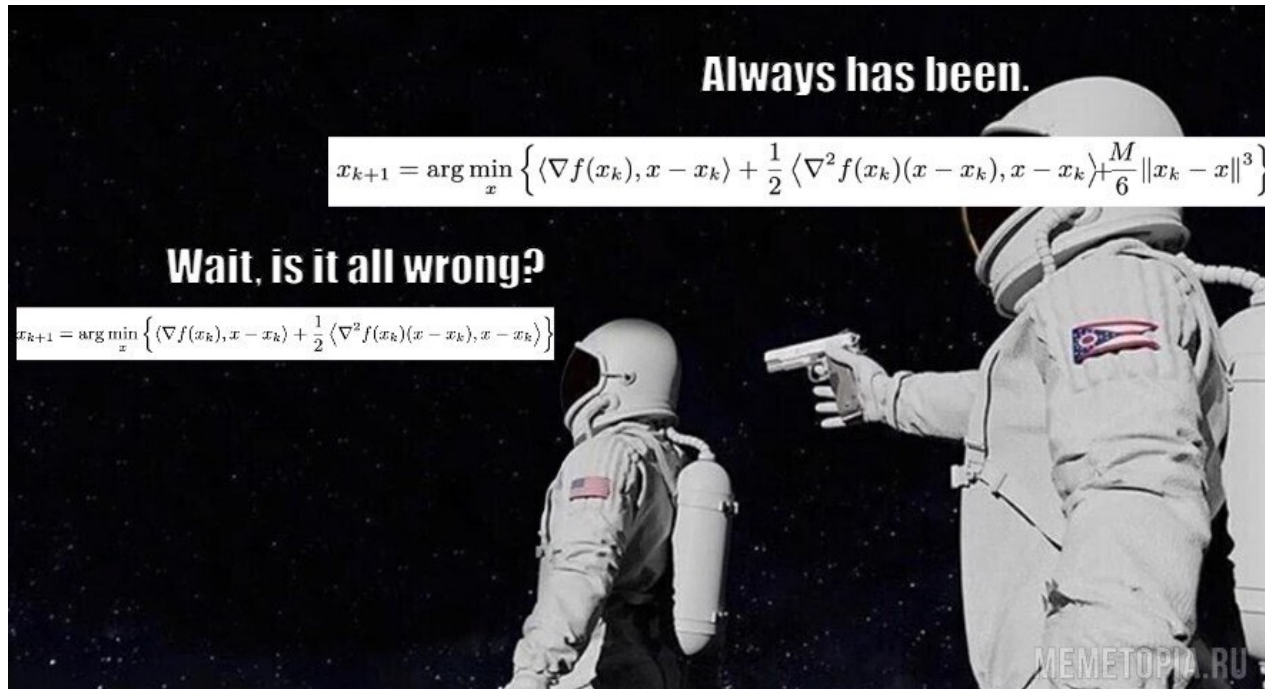 Always has been.
x_{k+1} = arg min_x {⟨∇f(x_k), x − x_k⟩ + 1/2 ⟨∇²f(x_k)(x − x_k), x − x_k⟩ + M/6 ‖x_k − x‖³}
Wait, is it all wrong?
x_{k+1} = arg min_x {⟨∇f(x_k), x − x_k⟩ + 1/2 ⟨∇²f(x_k)(x − x_k), x − x_k⟩}
MEMETOPIA.RU